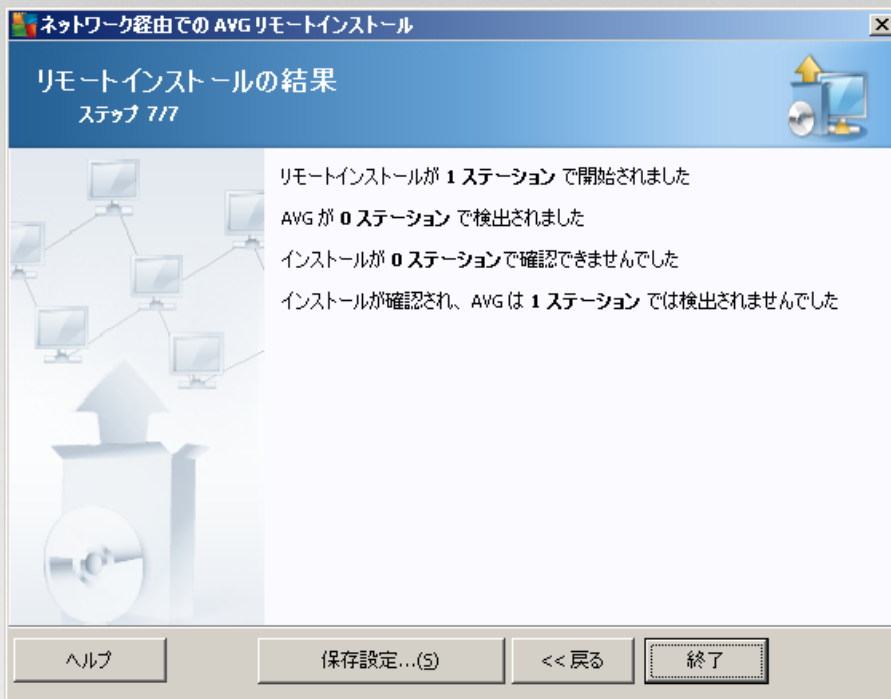 ネットワーク経由での AVG リモートインストール
リモートインストールの結果
ステップ 7/7
リモートインストールが 1 ステーション で開始されました
AVG が 0 ステーション で検出されました
インストールが 0 ステーションで確認できませんでした
インストールが確認され、AVG は 1 ステーション では検出されませんでした
ヘルプ
保存設定...(S)
<< 戻る
終了